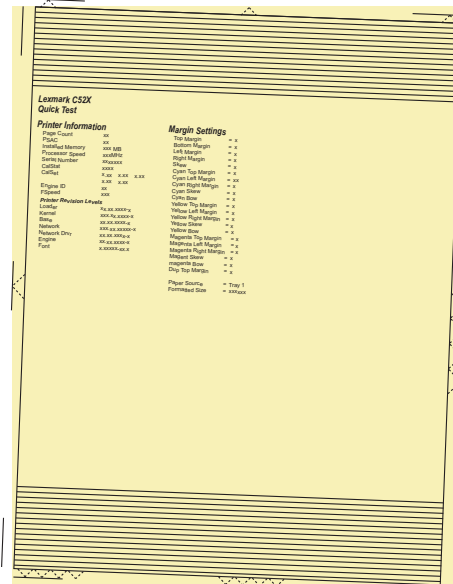 Lexmark C52X
Quick Test
Printer Information
Page Count xx
PSAC xx
Installed Memory xxx MB
Processor Speed xxxMHz
Serial Number xxxxxxx
CalStat xxxx
CalSet x.xx x.xx x.xx
x.xx x.xx
Engine ID xx
FSpeed xxx
Printer Revision Levels
Loader xx.xx.xxxx-x
Kernel xxx.xx.xxxx-x
Base xx.xx.xxxx-x
Network xxx.xx.xxxxx-x
Network Drvr xx.xx.xxxx-x
Engine xx.xx.xxxx-x
Font x.xxxxx-xx.x
Margin Settings
Top Margin = x
Bottom Margin = x
Left Margin = x
Right Margin = x
Skew = x
Cyan Top Margin = x
Cyan Left Margin = xx
Cyan Right Margin = x
Cyan Skew = x
Cyan Bow = x
Yellow Top Margin = x
Yellow Left Margin = x
Yellow Right Margin = x
Yellow Skew = x
Yellow Bow = x
Magenta Top Margin = x
Magenta Left Margin = x
Magenta Right Margin = x
Magent Skew = x
magenta Bow = x
Dvp Top Margin = x
Paper Source = Tray 1
Formated Size = xxxxxx